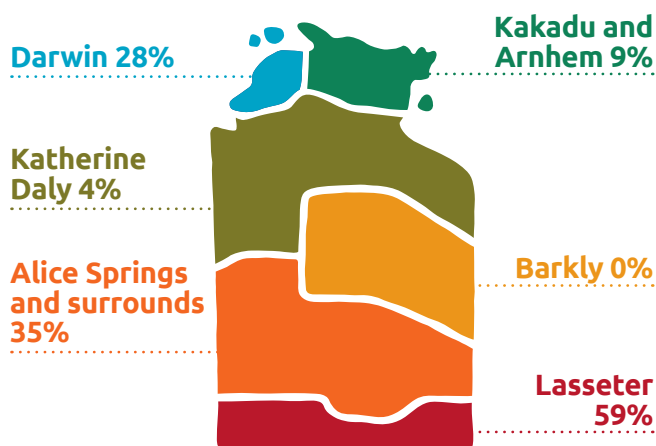 Darwin 28%
Kakadu and
Arnhem 9%
Katherine
Daly 4%
Alice Springs
and surrounds
35%
Barkly 0%
Lasseter
59%